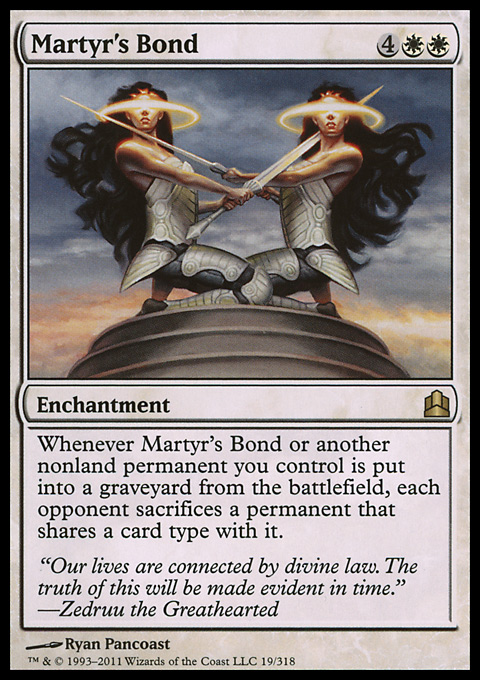 Martyr's Bond 4
Enchantment
Whenever Martyr's Bond or another
nonland permanent you control is put
into a graveyard from the battlefield, each
opponent sacrifices a permanent that
shares a card type with it.
“Our lives are connected by divine law. The
truth of this will be made evident in time.”
—Zedruu the Greathearted
Ryan Pancoast
™ & © 1993–2011 Wizards of the Coast LLC 19/318